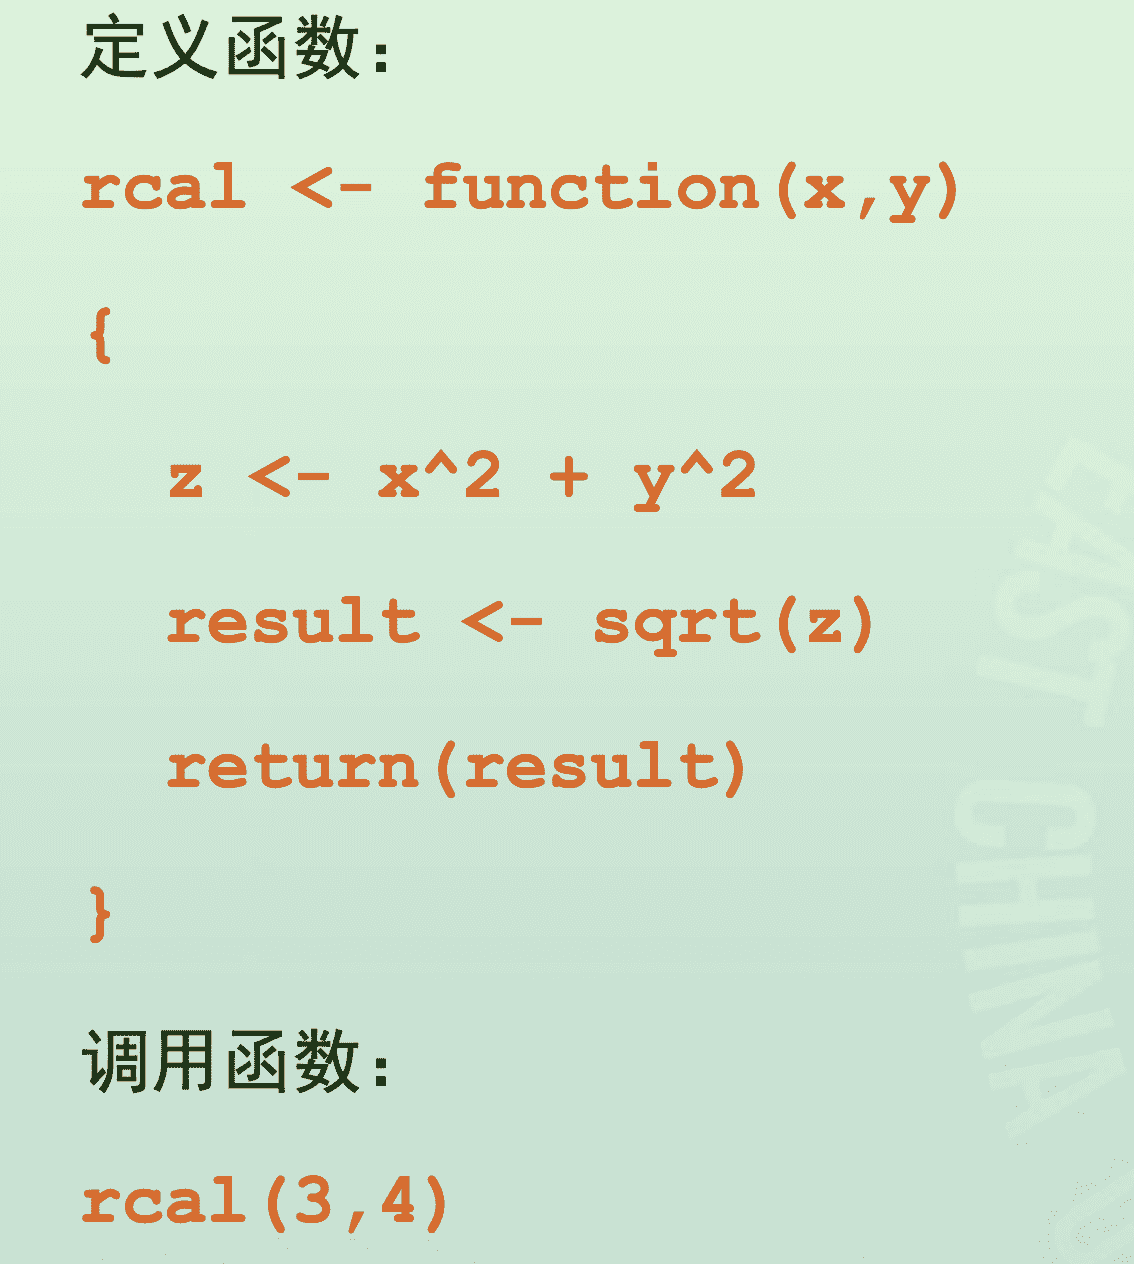 定义函数:
rcal <- function(x,y)
{
z <- x^2 + y^2
result <- sqrt(z)
return(result)
}
调用函数:
rcal(3,4)
EAST CHINA